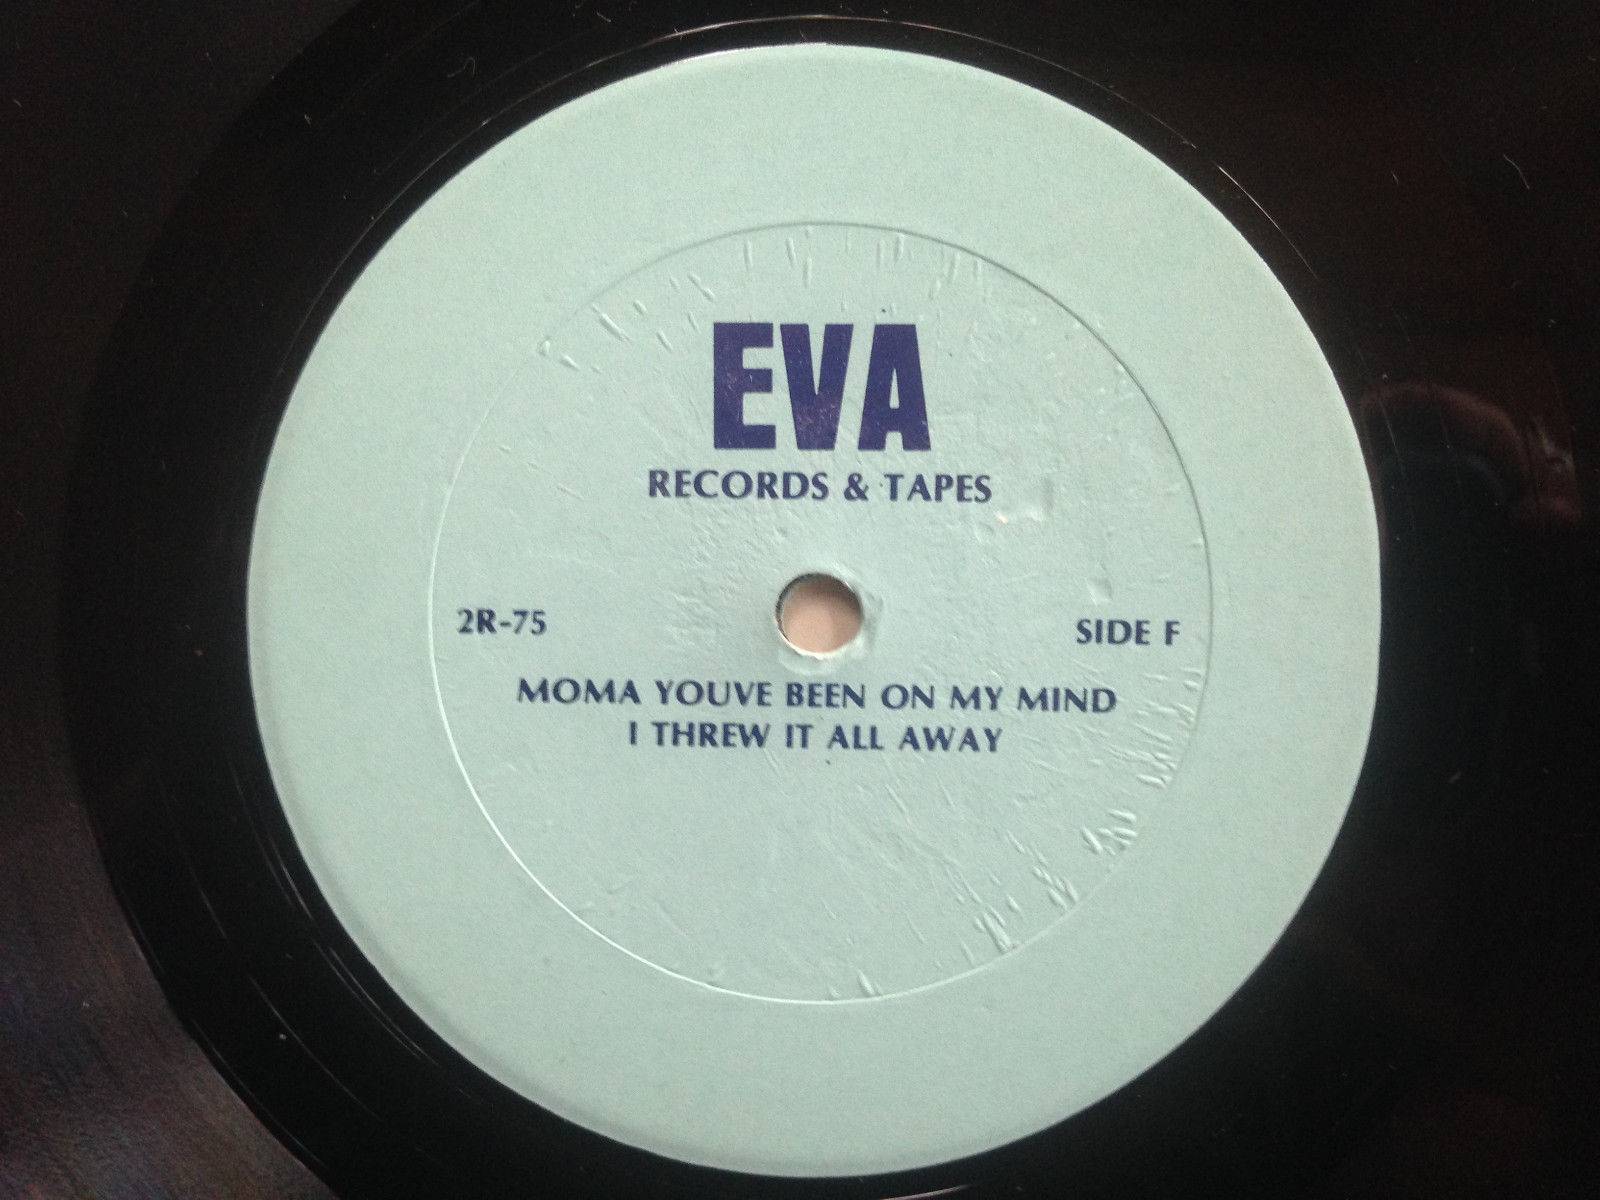 EVA
RECORDS & TAPES
2R-75
SIDE F
MOMA YOUVE BEEN ON MY MIND
I THREW IT ALL AWAY